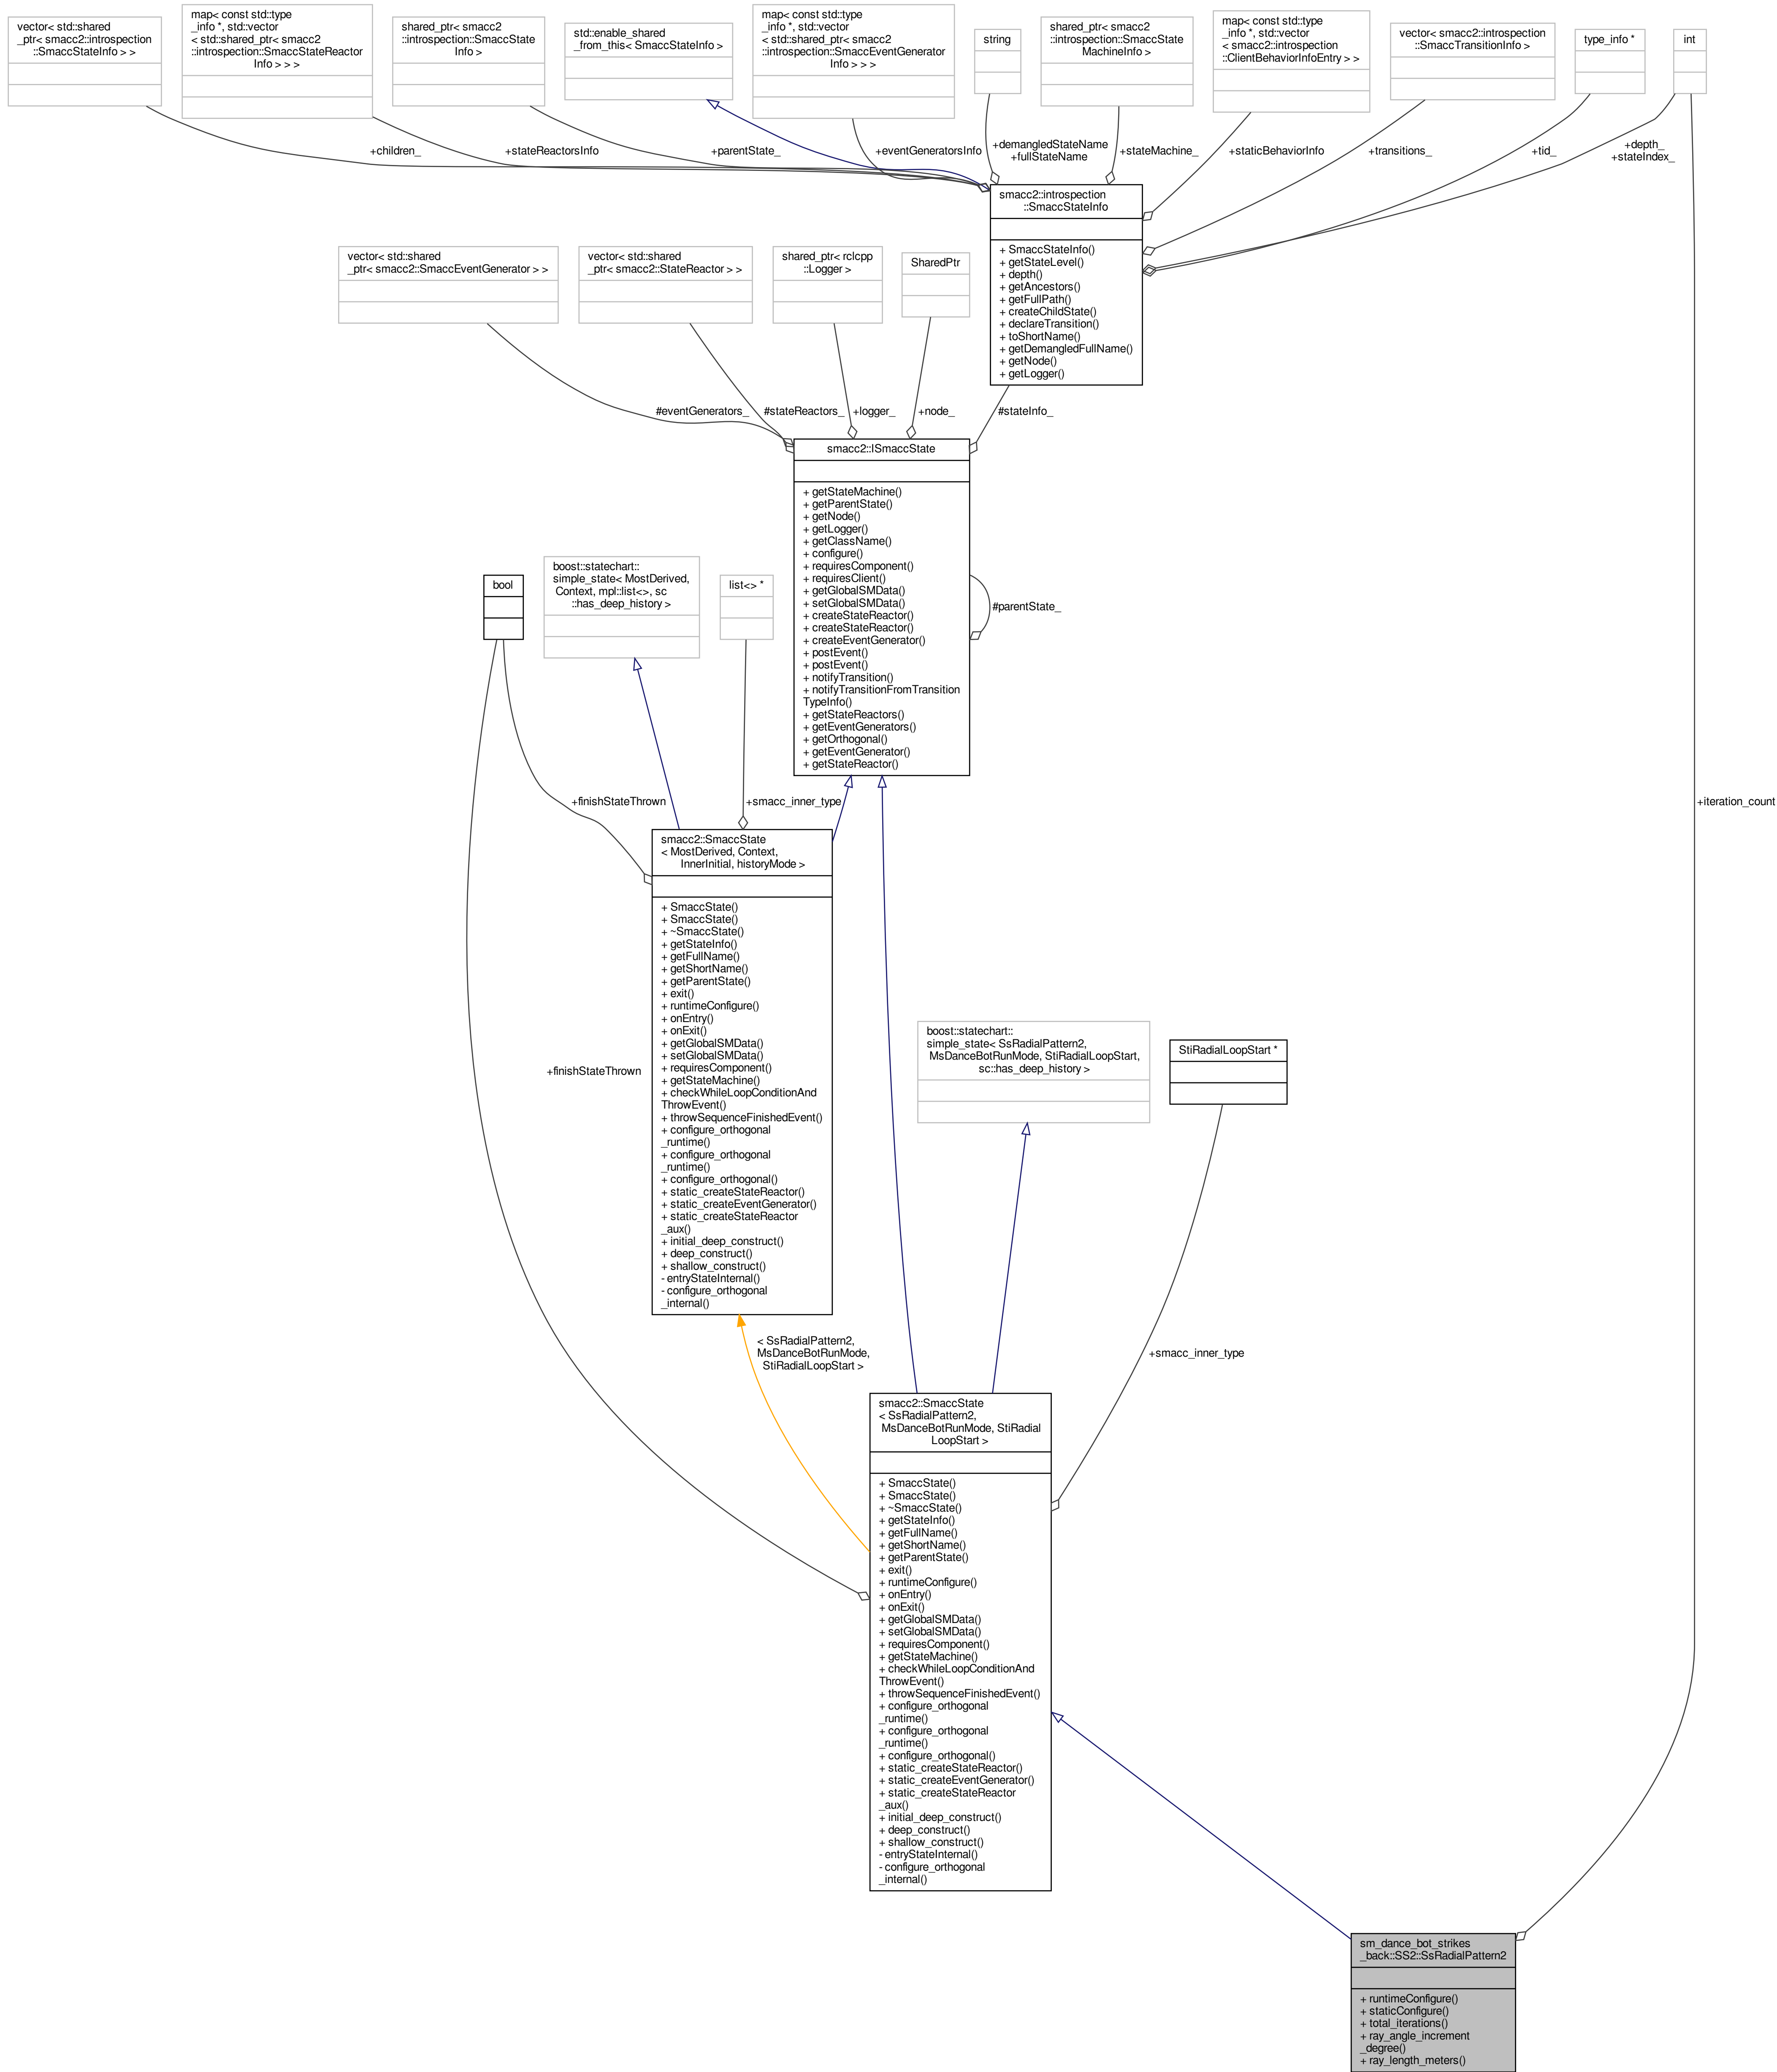 vector< std::shared
_ptr< smacc2::introspection
::SmaccStateInfo > >
map< const std::type
_info *, std::vector
< std::shared_ptr< smacc2
::introspection::SmaccStateReactor
Info > > >
shared_ptr< smacc2
::introspection::SmaccState
Info >
std::enable_shared
_from_this< SmaccStateInfo >
map< const std::type
_info *, std::vector
< std::shared_ptr< smacc2
::introspection::SmaccEventGenerator
Info > > >
string
shared_ptr< smacc2
::introspection::SmaccState
MachineInfo >
map< const std::type
_info *, std::vector
< smacc2::introspection
::ClientBehaviorInfoEntry > >
vector< smacc2::introspection
::SmaccTransitionInfo >
type_info *
int
+children_
+stateReactorsInfo
+parentState_
+eventGeneratorsInfo
+demangledStateName
+fullStateName
+stateMachine_
+staticBehaviorInfo
+transitions_
+tid_
+depth_
+stateIndex_
smacc2::introspection
::SmaccStateInfo
+ SmaccStateInfo()
+ getStateLevel()
+ depth()
+ getAncestors()
+ getFullPath()
+ createChildState()
+ declareTransition()
+ toShortName()
+ getDemangledFullName()
+ getNode()
+ getLogger()
vector< std::shared
_ptr< smacc2::SmaccEventGenerator > >
vector< std::shared
_ptr< smacc2::StateReactor > >
shared_ptr< rclcpp
::Logger >
SharedPtr
#eventGenerators_
#stateReactors_
+logger_
+node_
#stateInfo_
smacc2::ISmaccState
+ getStateMachine()
+ getParentState()
+ getNode()
+ getLogger()
+ getClassName()
+ configure()
+ requiresComponent()
+ requiresClient()
+ getGlobalSMData()
+ setGlobalSMData()
+ createStateReactor()
+ createStateReactor()
+ createEventGenerator()
+ postEvent()
+ postEvent()
+ notifyTransition()
+ notifyTransitionFromTransition
TypeInfo()
+ getStateReactors()
+ getEventGenerators()
+ getOrthogonal()
+ getEventGenerator()
+ getStateReactor()
#parentState_
bool
boost::statechart::
simple_state< MostDerived,
Context, mpl::list<>, sc
::has_deep_history >
list<> *
+finishStateThrown
+smacc_inner_type
+iteration_count
smacc2::SmaccState
< MostDerived, Context,
InnerInitial, historyMode >
+ SmaccState()
+ SmaccState()
+ ~SmaccState()
+ getStateInfo()
+ getFullName()
+ getShortName()
+ getParentState()
+ exit()
+ runtimeConfigure()
+ onEntry()
+ onExit()
+ getGlobalSMData()
+ setGlobalSMData()
+ requiresComponent()
+ getStateMachine()
+ checkWhileLoopConditionAnd
ThrowEvent()
+ throwSequenceFinishedEvent()
+ configure_orthogonal
_runtime()
+ configure_orthogonal
_runtime()
+ configure_orthogonal()
+ static_createStateReactor()
+ static_createEventGenerator()
+ static_createStateReactor
_aux()
+ initial_deep_construct()
+ deep_construct()
+ shallow_construct()
- entryStateInternal()
- configure_orthogonal
_internal()
+finishStateThrown
boost::statechart::
simple_state< SsRadialPattern2,
MsDanceBotRunMode, StiRadialLoopStart,
sc::has_deep_history >
StiRadialLoopStart *
< SsRadialPattern2,
MsDanceBotRunMode,
StiRadialLoopStart >
+smacc_inner_type
smacc2::SmaccState
< SsRadialPattern2,
MsDanceBotRunMode, StiRadial
LoopStart >
+ SmaccState()
+ SmaccState()
+ ~SmaccState()
+ getStateInfo()
+ getFullName()
+ getShortName()
+ getParentState()
+ exit()
+ runtimeConfigure()
+ onEntry()
+ onExit()
+ getGlobalSMData()
+ setGlobalSMData()
+ requiresComponent()
+ getStateMachine()
+ checkWhileLoopConditionAnd
ThrowEvent()
+ throwSequenceFinishedEvent()
+ configure_orthogonal
_runtime()
+ configure_orthogonal
_runtime()
+ configure_orthogonal()
+ static_createStateReactor()
+ static_createEventGenerator()
+ static_createStateReactor
_aux()
+ initial_deep_construct()
+ deep_construct()
+ shallow_construct()
- entryStateInternal()
- configure_orthogonal
_internal()
sm_dance_bot_strikes
_back::SS2::SsRadialPattern2
+ runtimeConfigure()
+ staticConfigure()
+ total_iterations()
+ ray_angle_increment
_degree()
+ ray_length_meters()